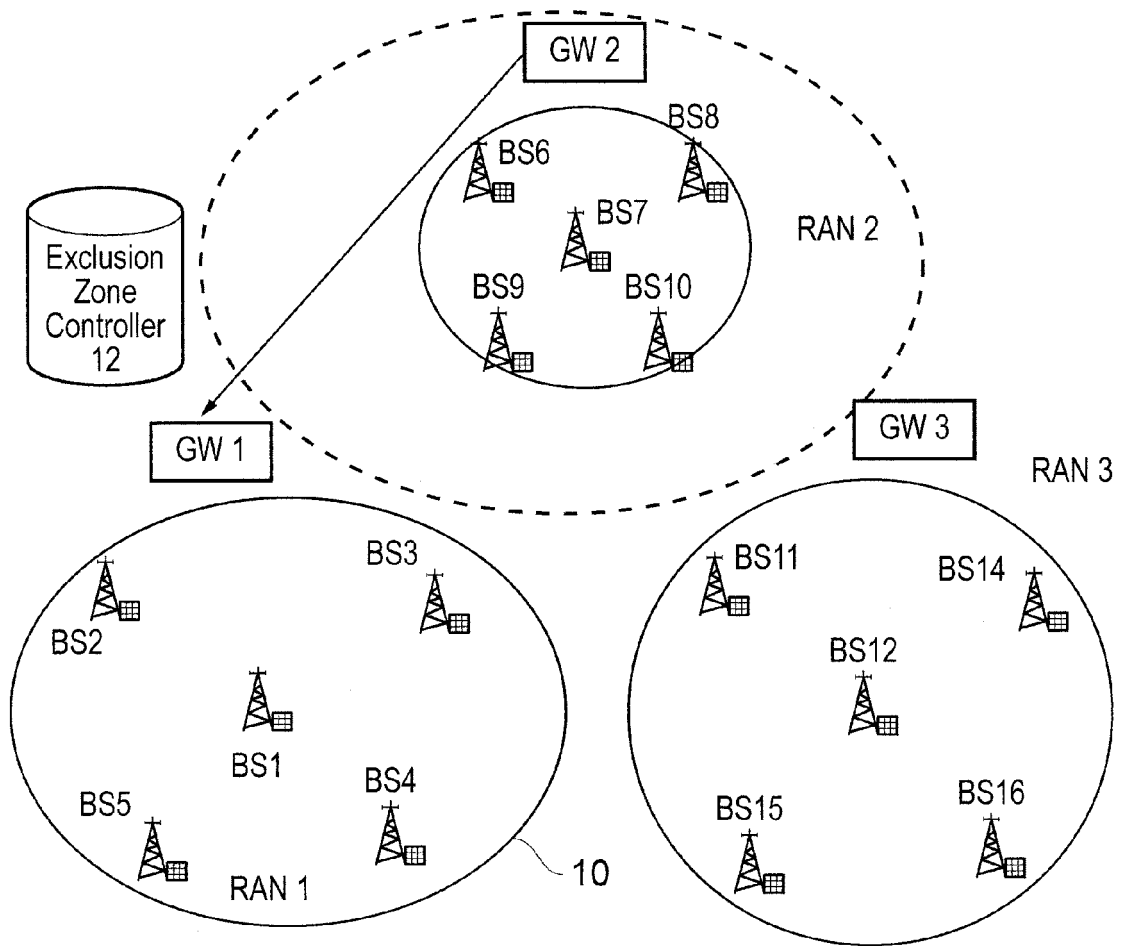 GW 2
BS8
BS6
BS7
RAN 2
Exclusion
Zone
Controller
12
BS9
BS10
GW 1
GW 3
RAN 3
BS3
BS11
BS14
BS2
BS12
BS1
BS5
BS4
BS15
BS16
RAN 1
10